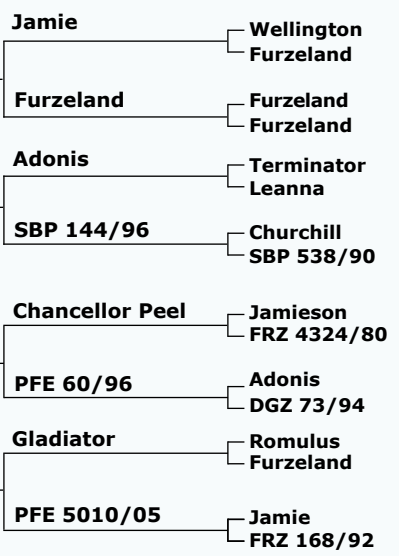 Jamie
Wellington
Furzeland
Furzeland
Furzeland
Furzeland
Adonis
Terminator
Leanna
SBP 144/96
Churchill
SBP 538/90
Chancellor Peel
Jamieson
FRZ 4324/80
PFE 60/96
Adonis
DGZ 73/94
Gladiator
Romulus
Furzeland
PFE 5010/05
Jamie
FRZ 168/92